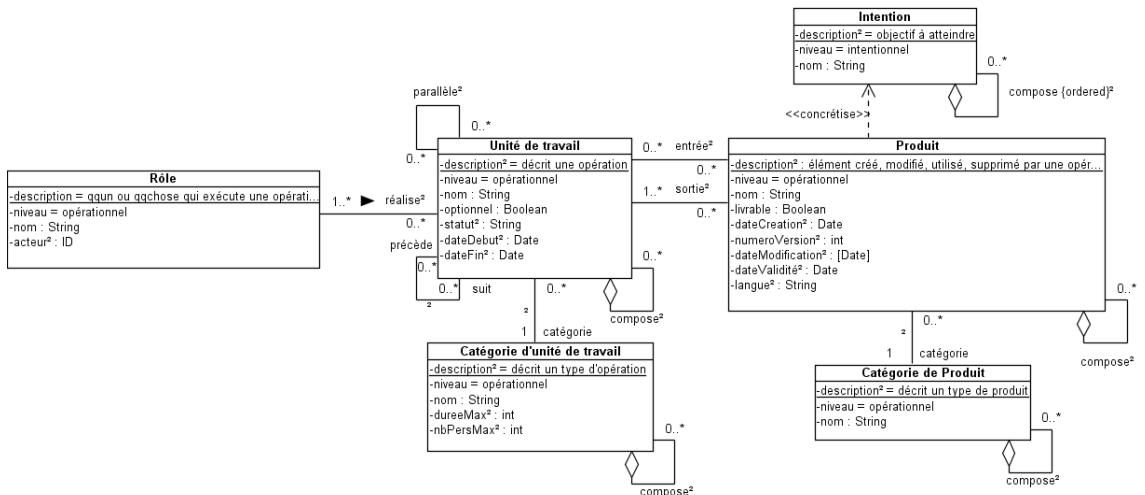 Intention
-description² = objectif à atteindre
-niveau = intentionnel
-nom : String
0..*
compose {ordered}²
<<concrétise>>
parallèle²
0..*
0..*
Unité de travail
-description² = décrit une opération
-niveau = opérationnel
-nom : String
-optionnel : Boolean
-statut² : String
-dateDebut² : Date
-dateFin² : Date
0..* entrée²
0..*
1..* sortie²
0..*
Produit
-description² : élément créé, modifié, utilisé, supprimé par une opér...
-niveau = opérationnel
-nom : String
-livrable : Boolean
-dateCreation² : Date
-numeroVersion² : int
-dateModification² : [Date]
-dateValidité² : Date
-langue² : String
Rôle
-description = qqun ou qqchose qui exécute une opérati...
-niveau = opérationnel
-nom : String
-acteur² : ID
1..* réalise²
0..*
précède
0..*
0..* suit
²
0..*
0..*
compose²
²
1 catégorie
0..*
compose²
0..*
²
1 catégorie
Catégorie d'unité de travail
-description² = décrit un type d'opération
-niveau = opérationnel
-nom : String
-dureeMax² : int
-nbPersMax² : int
0..*
compose²
Catégorie de Produit
-description² = décrit un type de produit
-niveau = opérationnel
-nom : String
0..*
compose²